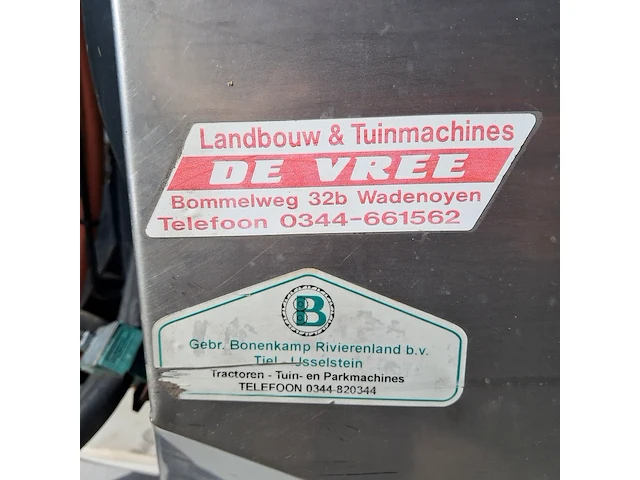 Landbouw & Tuinmachines
DE VREE
Bommelweg 32b Wadenoyen
Telefoon 0344-661562
B
Gebr. Bonenkamp Rivierenland b.v.
Tiel - IJsselstein
Tractoren - Tuin- en Parkmachines
TELEFOON 0344-820344